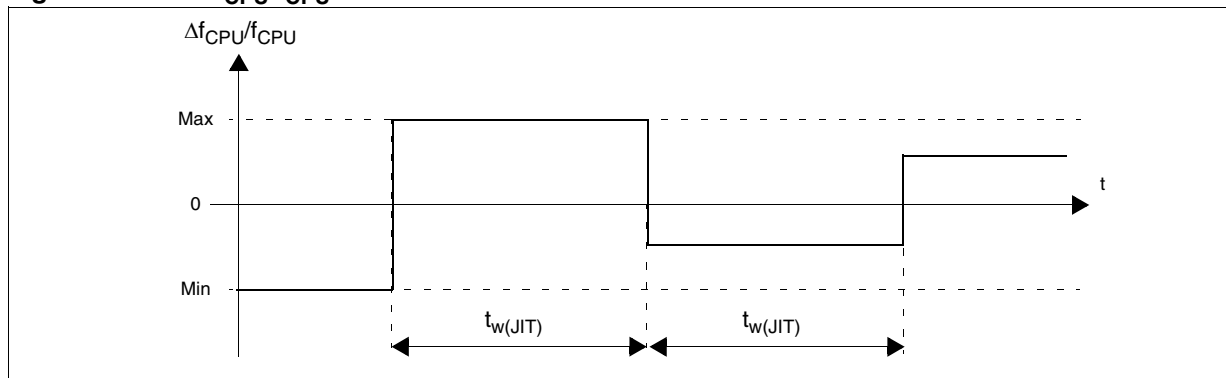 Δf_CPU/f_CPU
Max
t
0
Min
t_w(JIT) t_w(JIT)